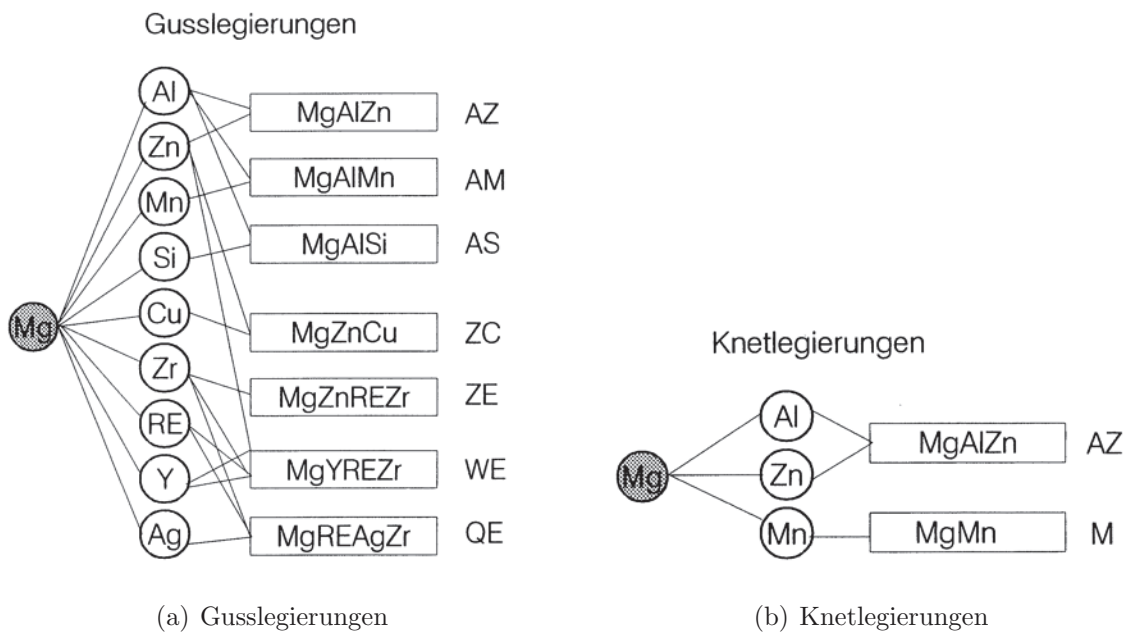 Gusslegierungen
Al
Zn
Mn
Si
Cu
Zr
RE
Y
Ag
Mg
MgAlZn AZ
MgAlMn AM
MgAlSi AS
MgZnCu ZC
MgZnREZr ZE
MgYREZr WE
MgREAgZr QE
(a) Gusslegierungen
Knetlegierungen
Al
Zn
Mn
Mg
MgAlZn AZ
MgMn M
(b) Knetlegierungen